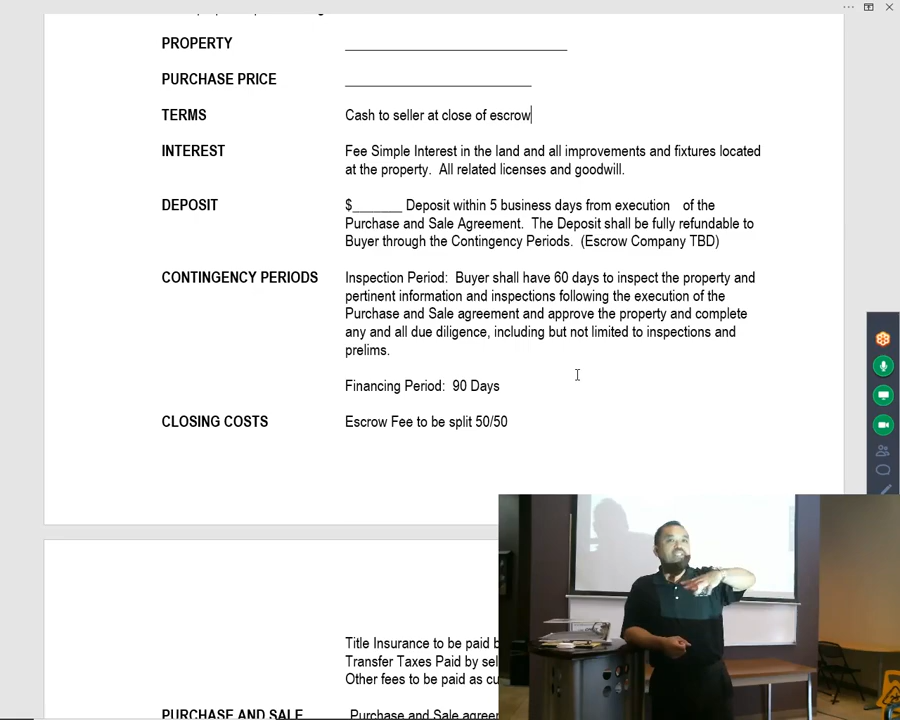 PROPERTY
PURCHASE PRICE
TERMS Cash to seller at close of escrow
INTEREST Fee Simple Interest in the land and all improvements and fixtures located
at the property. All related licenses and goodwill.
DEPOSIT $_______ Deposit within 5 business days from execution of the
Purchase and Sale Agreement. The Deposit shall be fully refundable to
Buyer through the Contingency Periods. (Escrow Company TBD)
CONTINGENCY PERIODS Inspection Period: Buyer shall have 60 days to inspect the property and
pertinent information and inspections following the execution of the
Purchase and Sale agreement and approve the property and complete
any and all due diligence, including but not limited to inspections and
prelims.
Financing Period: 90 Days
CLOSING COSTS Escrow Fee to be split 50/50
Title Insurance to be paid b
Transfer Taxes Paid by sel
Other fees to be paid as cu
PURCHASE AND SALE Purchase and Sale agreer